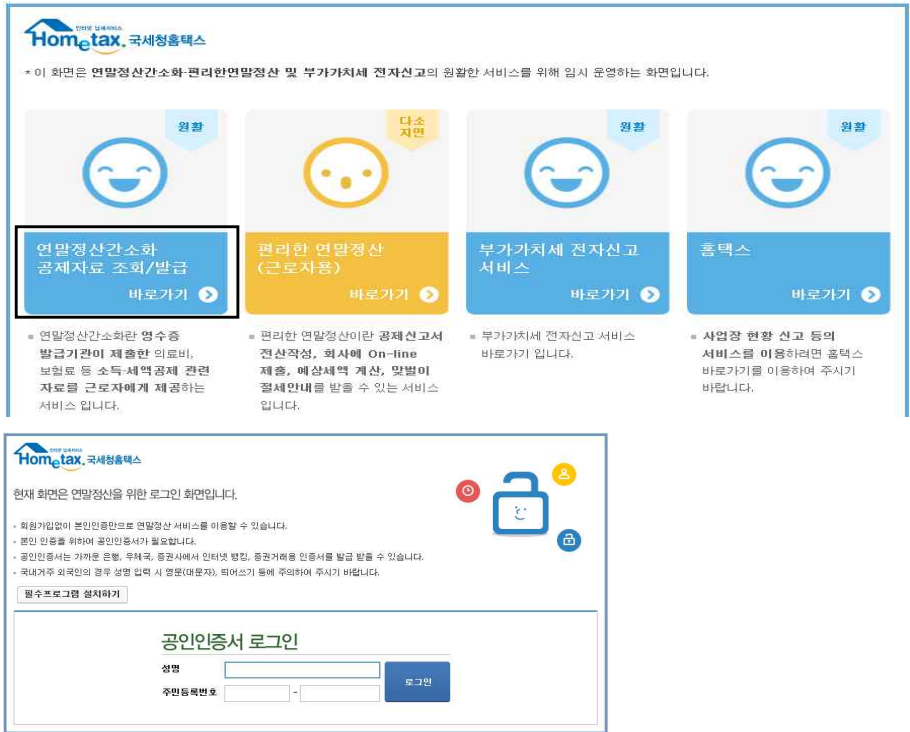 인터넷 납세서비스
Hometax. 국세청홈택스
* 이 화면은 연말정산간소화·편리한연말정산 및 부가가치세 전자신고의 원활한 서비스를 위해 임시 운영하는 화면입니다.
원활
연말정산간소화
공제자료 조회/발급
바로가기
연말정산간소화란 영수증
발급기관이 제출한 의료비,
보험료 등 소득·세액공제 관련
자료를 근로자에게 제공하는
서비스 입니다.
다소
지연
편리한 연말정산
(근로자용)
바로가기
편리한 연말정산이란 공제신고서
전산작성, 회사에 On-line
제출, 예상세액 계산, 맞벌이
절세안내를 받을 수 있는 서비스
입니다.
원활
부가가치세 전자신고
서비스
바로가기
부가가치세 전자신고 서비스
바로가기 입니다.
원활
홈택스
바로가기
사업장 현황 신고 등의
서비스를 이용하려면 홈택스
바로가기를 이용하여 주시기
바랍니다.
인터넷 납세서비스
Hometax. 국세청홈택스
현재 화면은 연말정산을 위한 로그인 화면입니다.
- 회원가입없이 본인인증만으로 연말정산 서비스를 이용할 수 있습니다.
- 본인 인증을 위하여 공인인증서가 필요합니다.
- 공인인증서는 가까운 은행, 우체국, 증권사에서 인터넷 뱅킹, 증권거래용 인증서를 발급 받을 수 있습니다.
- 국내거주 외국인의 경우 성명 입력 시 영문(대문자), 띄어쓰기 등에 주의하여 주시기 바랍니다.
필수프로그램 설치하기
공인인증서 로그인
성명
주민등록번호 -
로그인